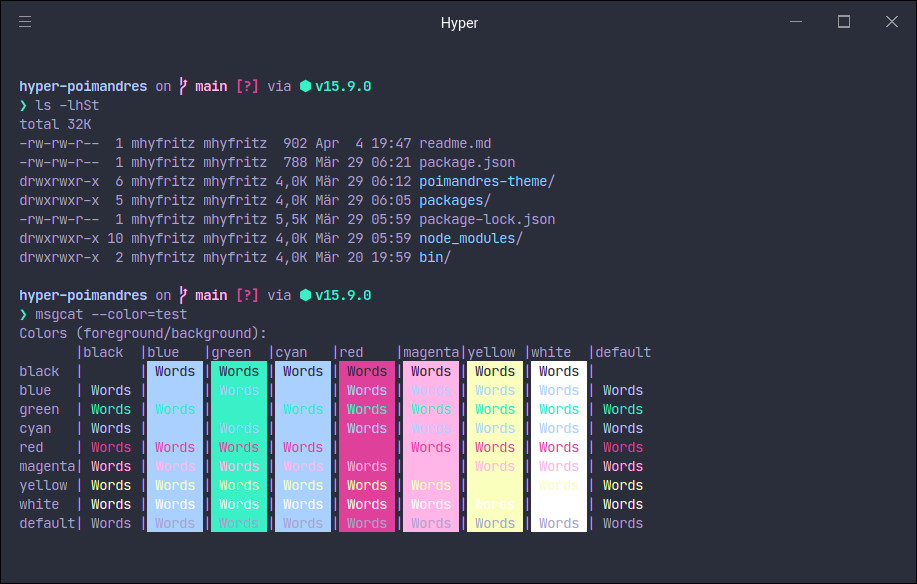 Hyper
hyper-poimandres on main [?] via v15.9.0
❯ ls -lhSt
total 32K
-rw-rw-r--  1 mhyfritz mhyfritz  902 Apr  4 19:47 readme.md
-rw-rw-r--  1 mhyfritz mhyfritz  788 Mär 29 06:21 package.json
drwxrwxr-x  6 mhyfritz mhyfritz 4,0K Mär 29 06:12 poimandres-theme/
drwxrwxr-x  5 mhyfritz mhyfritz 4,0K Mär 29 06:05 packages/
-rw-rw-r--  1 mhyfritz mhyfritz 5,5K Mär 29 05:59 package-lock.json
drwxrwxr-x 10 mhyfritz mhyfritz 4,0K Mär 29 05:59 node_modules/
drwxrwxr-x  2 mhyfritz mhyfritz 4,0K Mär 20 19:59 bin/
hyper-poimandres on main [?] via v15.9.0
❯ msgcat --color=test
Colors (foreground/background):
       |black  |blue   |green  |cyan   |red    |magenta|yellow |white  |default
black  |       | Words | Words | Words | Words | Words | Words | Words |
blue   | Words |       | Words |       | Words | Words | Words | Words | Words
green  | Words | Words |       | Words | Words | Words | Words | Words | Words
cyan   | Words |       | Words |       | Words | Words | Words | Words | Words
red    | Words | Words | Words | Words |       | Words | Words | Words | Words
magenta| Words | Words | Words | Words | Words |       | Words | Words | Words
yellow | Words | Words | Words | Words | Words | Words |       | Words | Words
white  | Words | Words | Words | Words | Words | Words | Words |       | Words
default| Words | Words | Words | Words | Words | Words | Words | Words | Words